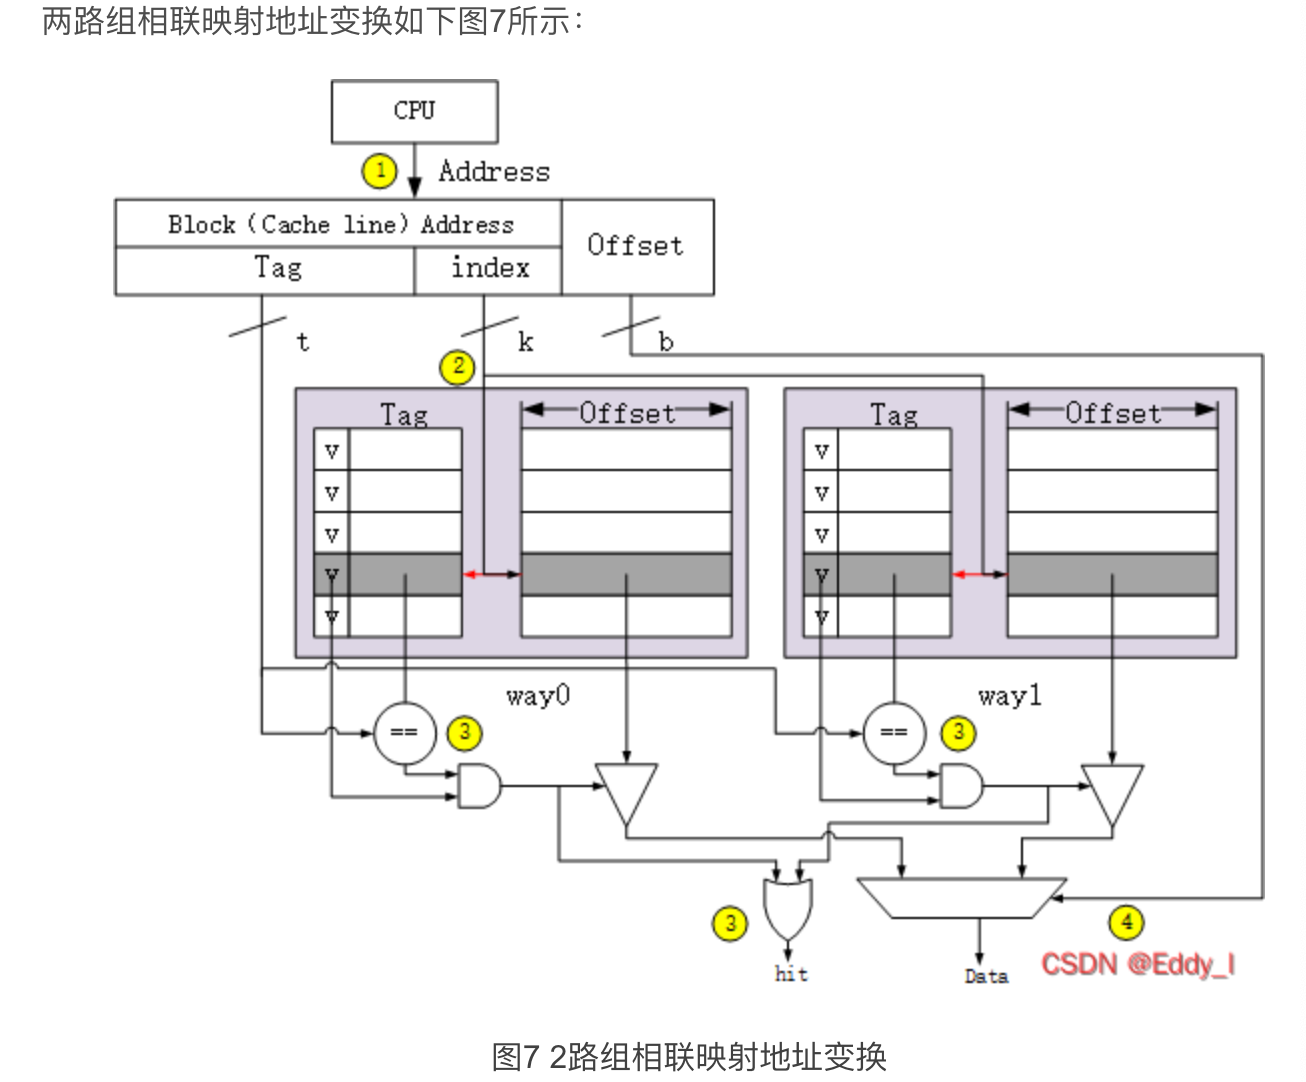 两路组相联映射地址变换如下图7所示：
CPU
1
Address
Block（Cache line）Address
Offset
Tag
index
t
k
b
2
Tag
Offset
Tag
Offset
v
v
v
v
v
v
v
v
v
v
way0
way1
==
3
==
3
3
4
hit
Data
CSDN @Eddy_l
图7 2路组相联映射地址变换